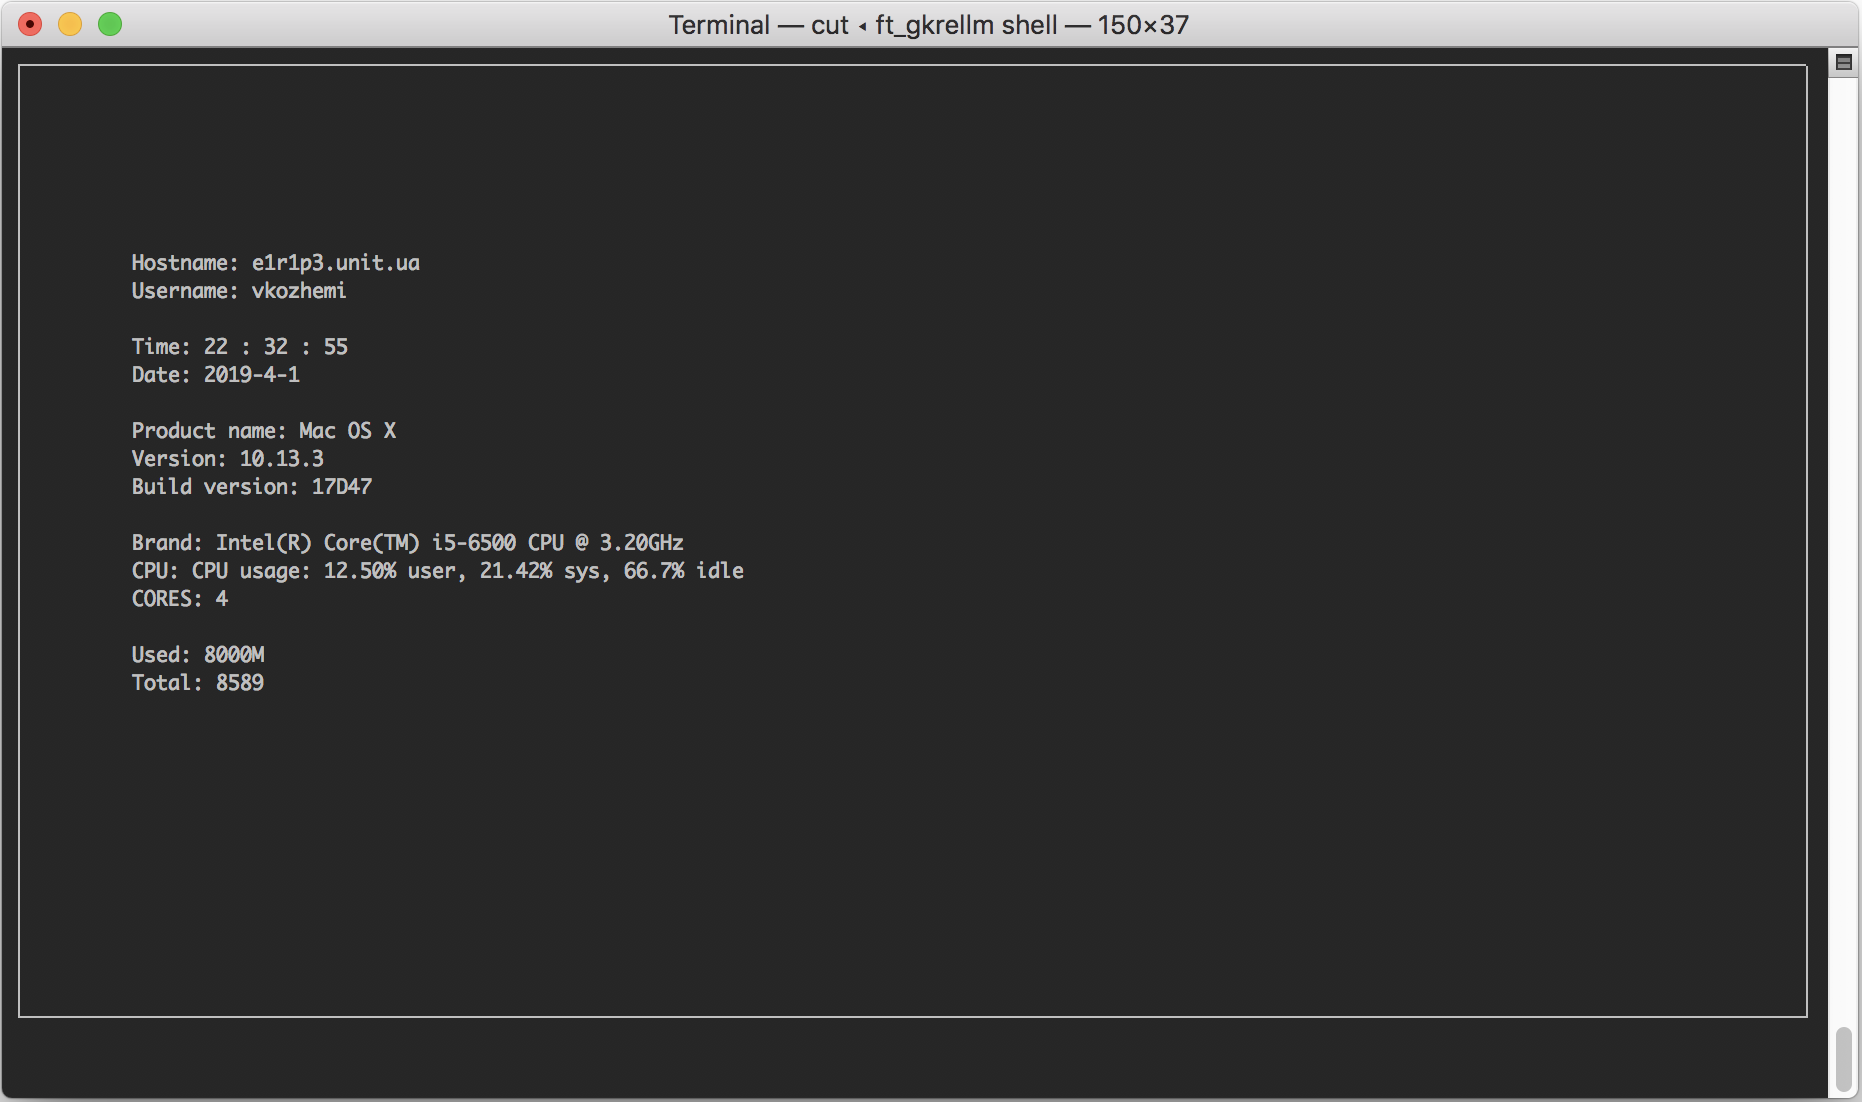 Terminal — cut ◂ ft_gkrellm shell — 150×37
Hostname: e1r1p3.unit.ua
Username: vkozhemi
Time: 22 : 32 : 55
Date: 2019-4-1
Product name: Mac OS X
Version: 10.13.3
Build version: 17D47
Brand: Intel(R) Core(TM) i5-6500 CPU @ 3.20GHz
CPU: CPU usage: 12.50% user, 21.42% sys, 66.7% idle
CORES: 4
Used: 8000M
Total: 8589